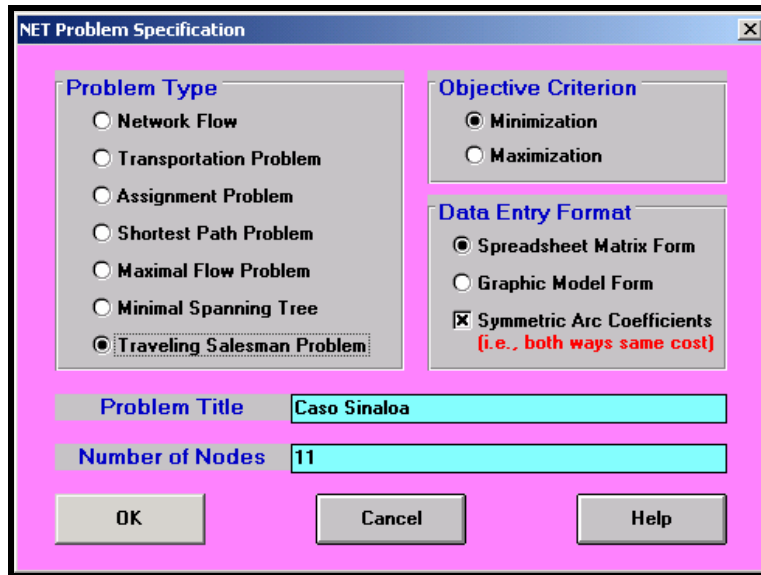 NET Problem Specification
Problem Type
Network Flow
Transportation Problem
Assignment Problem
Shortest Path Problem
Maximal Flow Problem
Minimal Spanning Tree
Traveling Salesman Problem
Objective Criterion
Minimization
Maximization
Data Entry Format
Spreadsheet Matrix Form
Graphic Model Form
Symmetric Arc Coefficients
(i.e., both ways same cost)
Problem Title Caso Sinaloa
Number of Nodes 11
OK Cancel Help